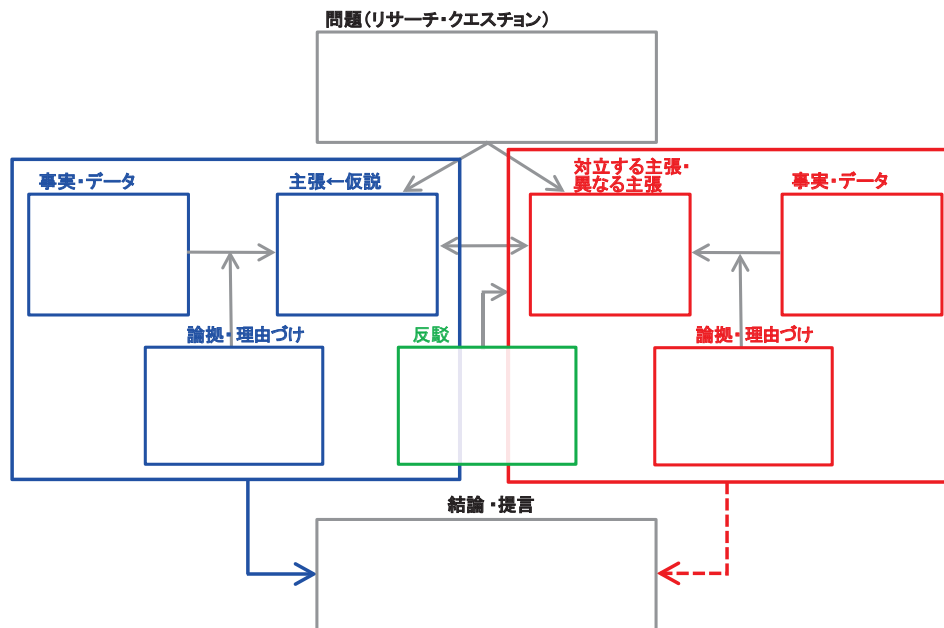 問題(リサーチ・クエスチョン)
事実・データ
主張←仮説
対立する主張・
異なる主張
事実・データ
論拠・理由づけ
反駁
論拠・理由づけ
結論・提言